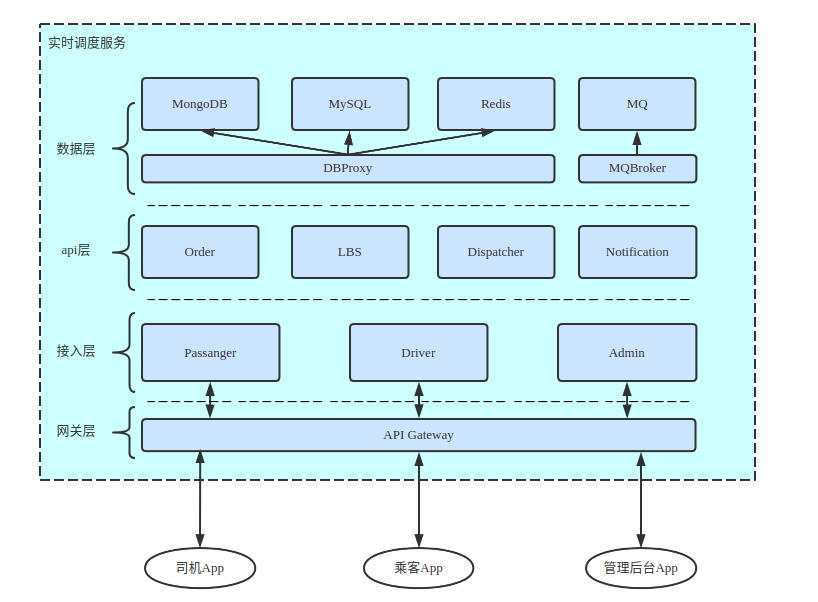 实时调度服务
MongoDB
MySQL
Redis
MQ
数据层
DBProxy
MQBroker
api层
Order
LBS
Dispatcher
Notification
接入层
Passanger
Driver
Admin
网关层
API Gateway
司机App
乘客App
管理后台App